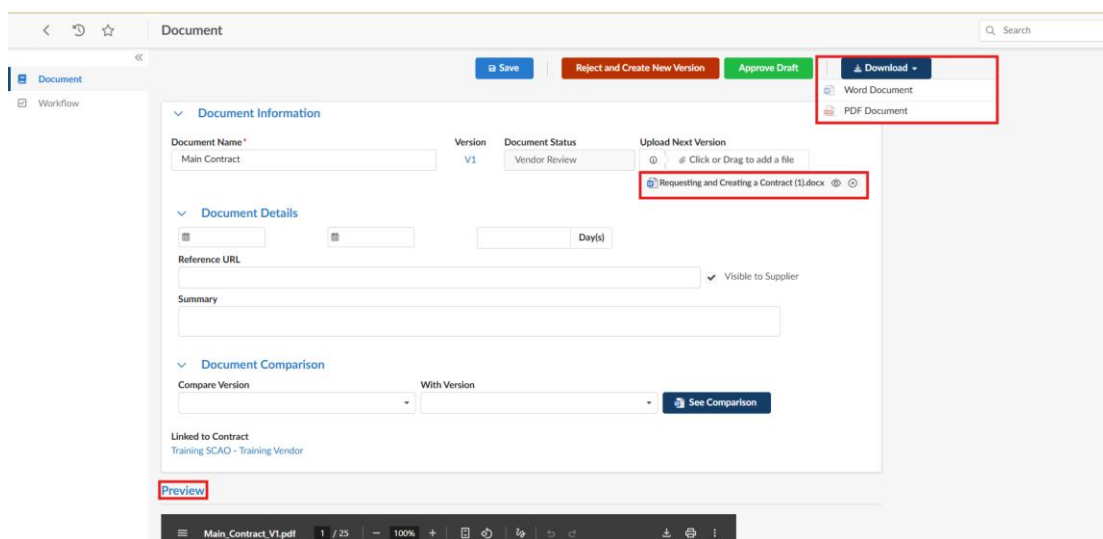 Document
Search
Document
Workflow
Save
Reject and Create New Version
Approve Draft
Download
Word Document
PDF Document
Document Information
Document Name*
Version
Document Status
Upload Next Version
Main Contract
V1
Vendor Review
Click or Drag to add a file
Requesting and Creating a Contract (1).docx
Document Details
Day(s)
Reference URL
Visible to Supplier
Summary
Document Comparison
Compare Version
With Version
See Comparison
Linked to Contract
Training SCAO - Training Vendor
Preview
Main_Contract_V1.pdf 1 / 25 − 100% +